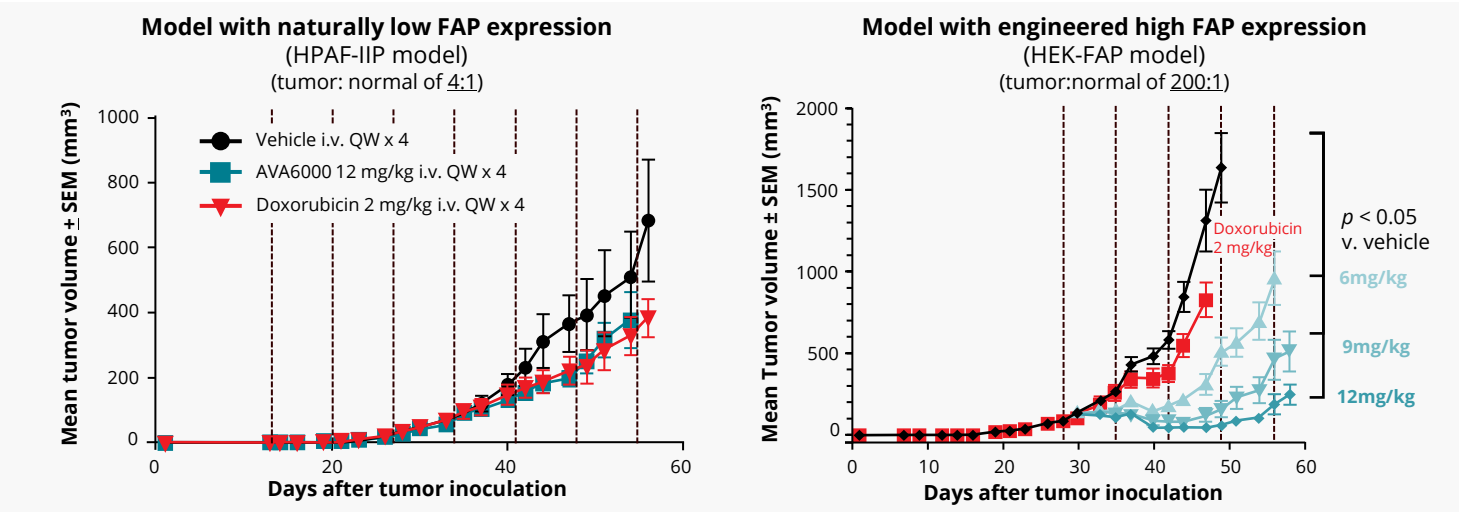 Model with naturally low FAP expression
(HPAF-IIP model)
(tumor: normal of 4:1)
Mean tumor volume ± SEM (mm³)
1000
800
600
400
200
0
Vehicle i.v. QW x 4
AVA6000 12 mg/kg i.v. QW x 4
Doxorubicin 2 mg/kg i.v. QW x 4
0
20
40
60
Days after tumor inoculation
Model with engineered high FAP expression
(HEK-FAP model)
(tumor:normal of 200:1)
Mean Tumor volume ± SEM (mm³)
2000
1500
1000
500
0
Doxorubicin
2 mg/kg
p < 0.05
v. vehicle
6mg/kg
9mg/kg
12mg/kg
0
10
20
30
40
50
60
Days after tumor inoculation